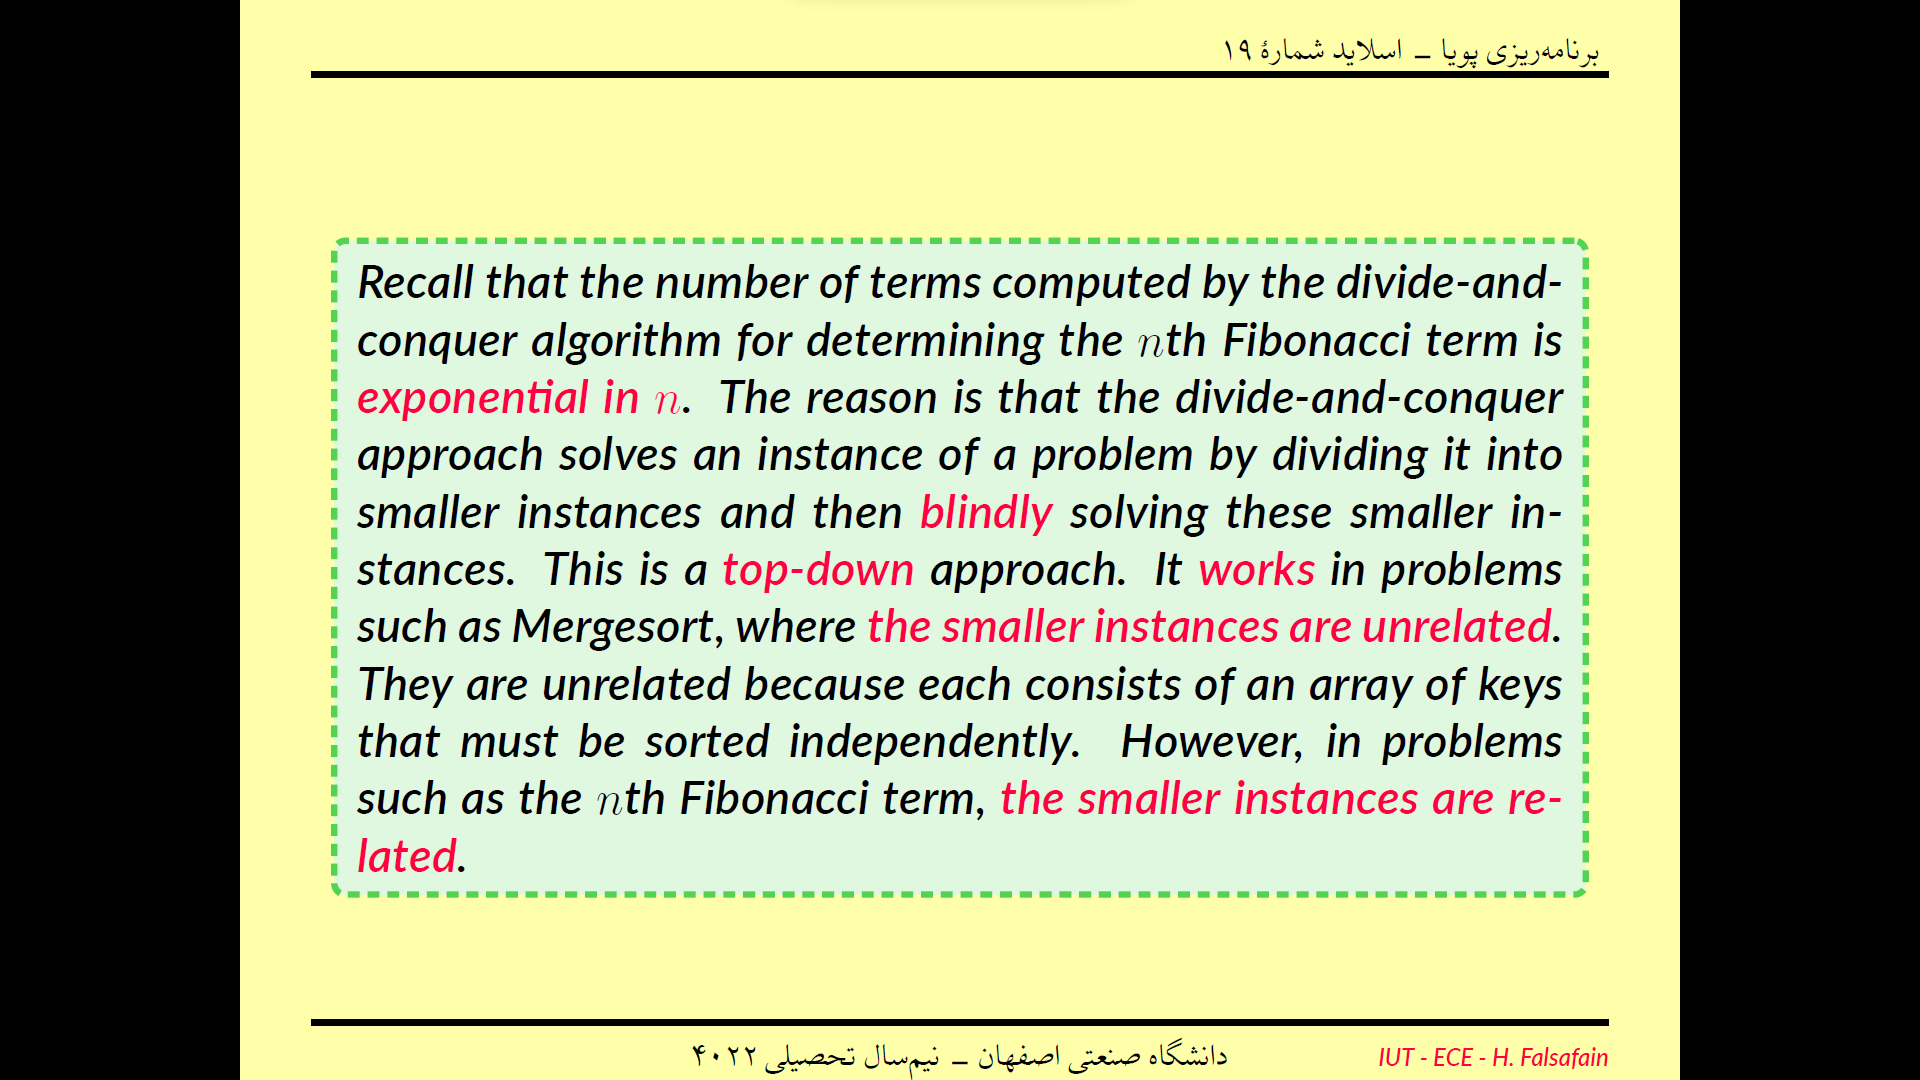 برنامه‌ریزی پویا – اسلاید شمارهٔ ۱۹
Recall that the number of terms computed by the divide-and-
conquer algorithm for determining the nth Fibonacci term is
exponential in n. The reason is that the divide-and-conquer
approach solves an instance of a problem by dividing it into
smaller instances and then blindly solving these smaller in-
stances. This is a top-down approach. It works in problems
such as Mergesort, where the smaller instances are unrelated.
They are unrelated because each consists of an array of keys
that must be sorted independently. However, in problems
such as the nth Fibonacci term, the smaller instances are re-
lated.
دانشگاه صنعتی اصفهان – نیم‌سال تحصیلی ۴۰۲۲
IUT - ECE - H. Falsafain